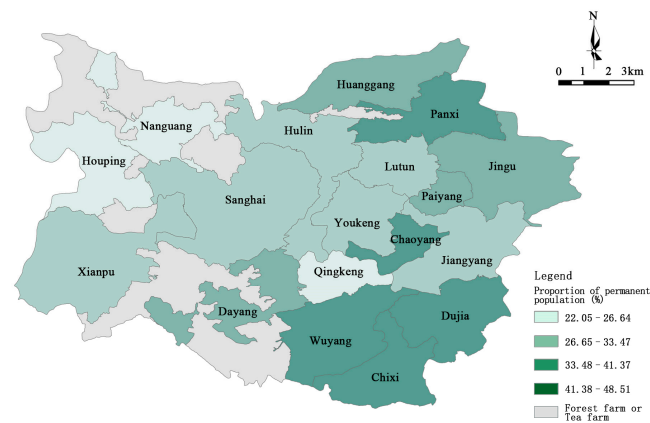 N
0 1 2 3km
Huanggang
Panxi
Nanguang
Hulin
Houping
Lutun
Jingu
Paiyang
Sanghai
Youkeng
Chaoyang
Xianpu
Qingkeng
Jiangyang
Dayang
Dujia
Wuyang
Chixi
Legend
Proportion of permanent
population (%)
22.05-26.64
26.65-33.47
33.48-41.37
41.38-48.51
Forest farm or
Tea farm